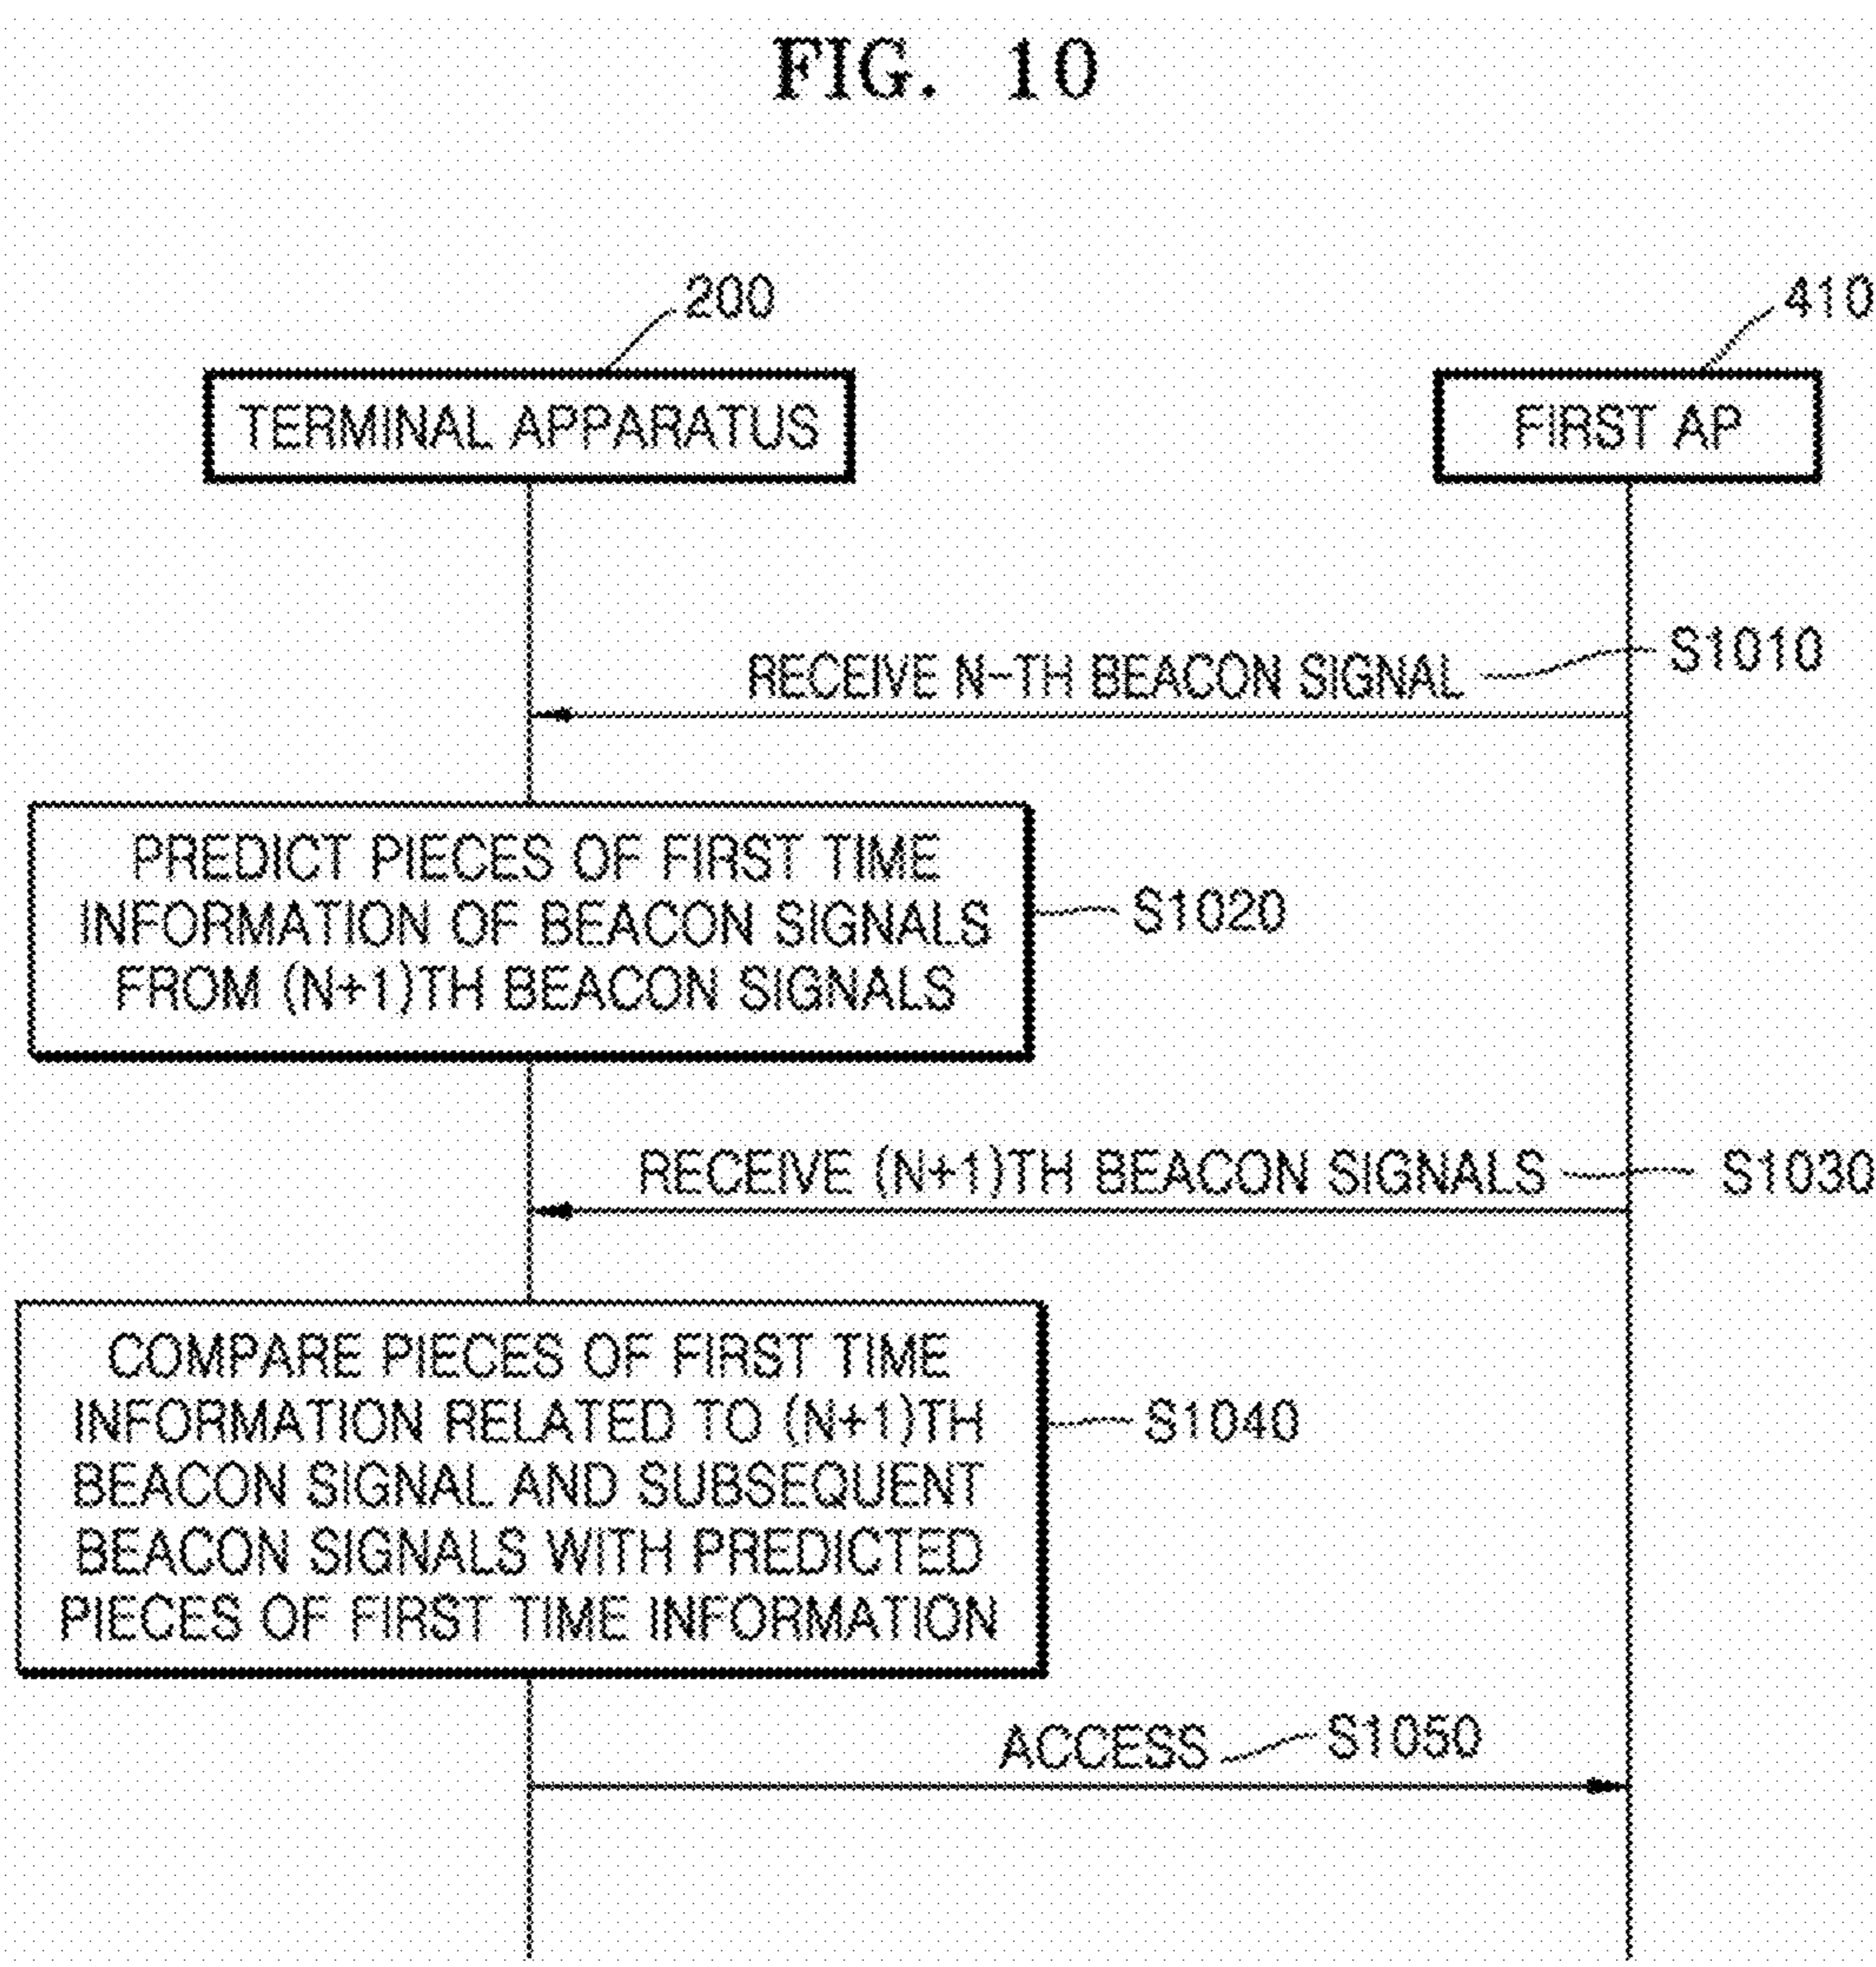 FIG. 10
200
410
TERMINAL APPARATUS
FIRST AP
RECEIVE N-TH BEACON SIGNAL
S1010
PREDICT PIECES OF FIRST TIME
INFORMATION OF BEACON SIGNALS
FROM (N+1)TH BEACON SIGNALS
S1020
RECEIVE (N+1)TH BEACON SIGNALS
S1030
COMPARE PIECES OF FIRST TIME
INFORMATION RELATED TO (N+1)TH
BEACON SIGNAL AND SUBSEQUENT
BEACON SIGNALS WITH PREDICTED
PIECES OF FIRST TIME INFORMATION
S1040
ACCESS
S1050